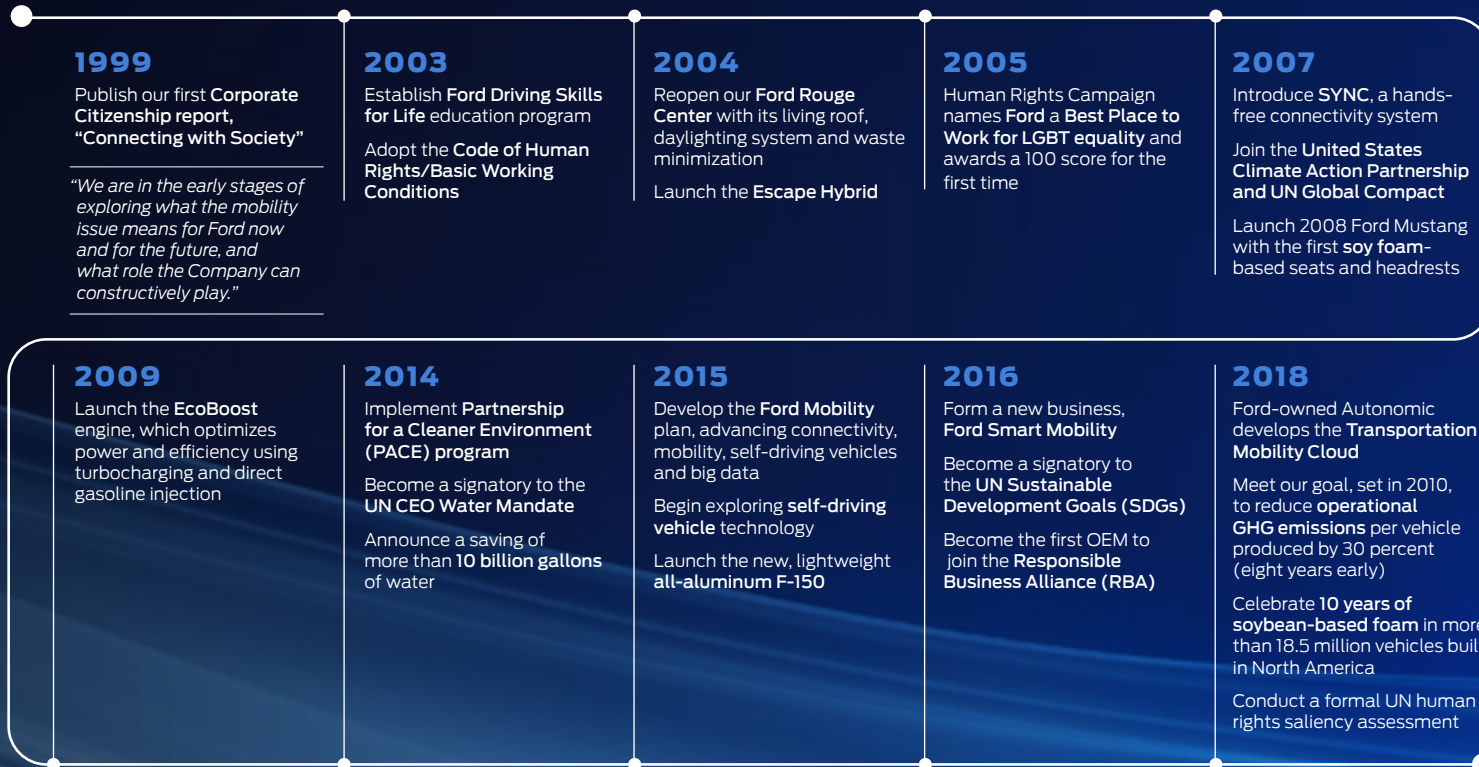 1999
Publish our first Corporate
Citizenship report,
“Connecting with Society”
“We are in the early stages of
exploring what the mobility
issue means for Ford now
and for the future, and
what role the Company can
constructively play.”
2003
Establish Ford Driving Skills
for Life education program
Adopt the Code of Human
Rights/Basic Working
Conditions
2004
Reopen our Ford Rouge
Center with its living roof,
daylighting system and waste
minimization
Launch the Escape Hybrid
2005
Human Rights Campaign
names Ford a Best Place to
Work for LGBT equality and
awards a 100 score for the
first time
2007
Introduce SYNC, a hands-
free connectivity system
Join the United States
Climate Action Partnership
and UN Global Compact
Launch 2008 Ford Mustang
with the first soy foam-
based seats and headrests
2009
Launch the EcoBoost
engine, which optimizes
power and efficiency using
turbocharging and direct
gasoline injection
2014
Implement Partnership
for a Cleaner Environment
(PACE) program
Become a signatory to the
UN CEO Water Mandate
Announce a saving of
more than 10 billion gallons
of water
2015
Develop the Ford Mobility
plan, advancing connectivity,
mobility, self-driving vehicles
and big data
Begin exploring self-driving
vehicle technology
Launch the new, lightweight
all-aluminum F-150
2016
Form a new business,
Ford Smart Mobility
Become a signatory to
the UN Sustainable
Development Goals (SDGs)
Become the first OEM to
join the Responsible
Business Alliance (RBA)
2018
Ford-owned Autonomic
develops the Transportation
Mobility Cloud
Meet our goal, set in 2010,
to reduce operational
GHG emissions per vehicle
produced by 30 percent
(eight years early)
Celebrate 10 years of
soybean-based foam in more
than 18.5 million vehicles buil
in North America
Conduct a formal UN human
rights saliency assessment